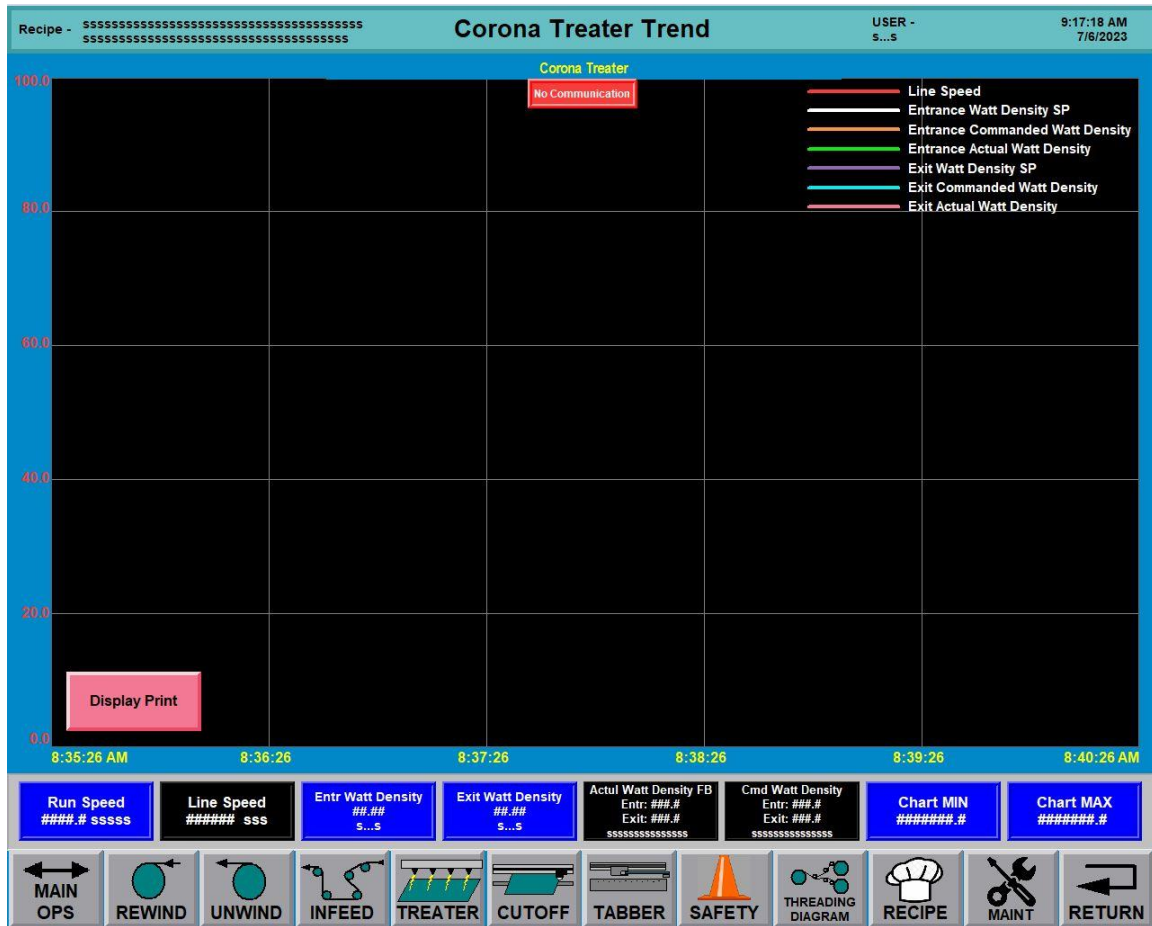 Recipe - sssssssssssssssssssssssssssssssssssssss
sssssssssssssssssssssssssssssssssssss
Corona Treater Trend
USER -
s...s
9:17:18 AM
7/6/2023
Corona Treater
No Communication
100.0
80.0
60.0
40.0
20.0
0.0
Line Speed
Entrance Watt Density SP
Entrance Commanded Watt Density
Entrance Actual Watt Density
Exit Watt Density SP
Exit Commanded Watt Density
Exit Actual Watt Density
Display Print
8:35:26 AM 8:36:26 8:37:26 8:38:26 8:39:26 8:40:26 AM
Run Speed
####.# sssss
Line Speed
###### sss
Entr Watt Density
##.##
s...s
Exit Watt Density
##.##
s...s
Actul Watt Density FB
Entr: ###.#
Exit: ###.#
sssssssssssssss
Cmd Watt Density
Entr: ###.#
Exit: ###.#
sssssssssssssss
Chart MIN
#######.#
Chart MAX
#######.#
MAIN
OPS
REWIND
UNWIND
INFEED
TREATER
CUTOFF
TABBER
SAFETY
THREADING
DIAGRAM
RECIPE
MAINT
RETURN